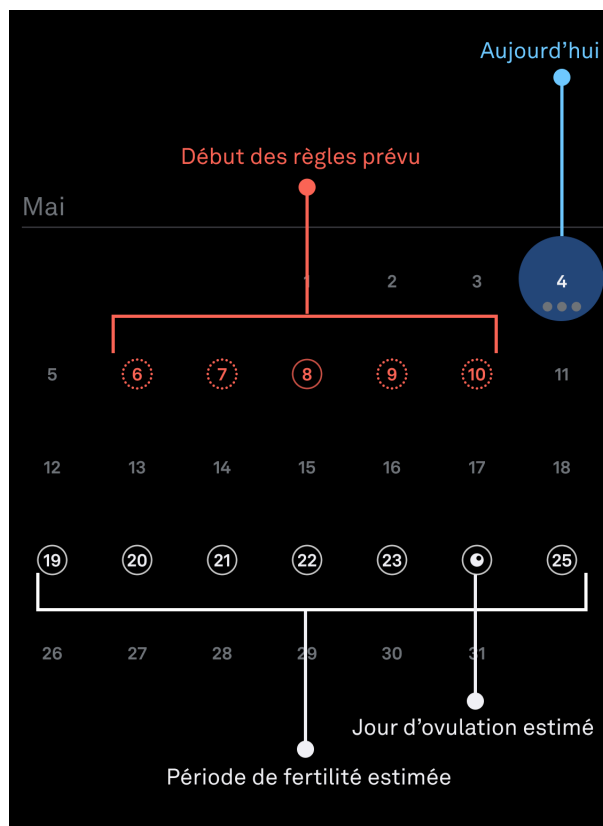 Aujourd'hui
Début des règles prévu
Mai
1 2 3 4
5 6 7 8 9 10 11
12 13 14 15 16 17 18
19 20 21 22 23 25
26 27 28 29 30 31
Jour d'ovulation estimé
Période de fertilité estimée